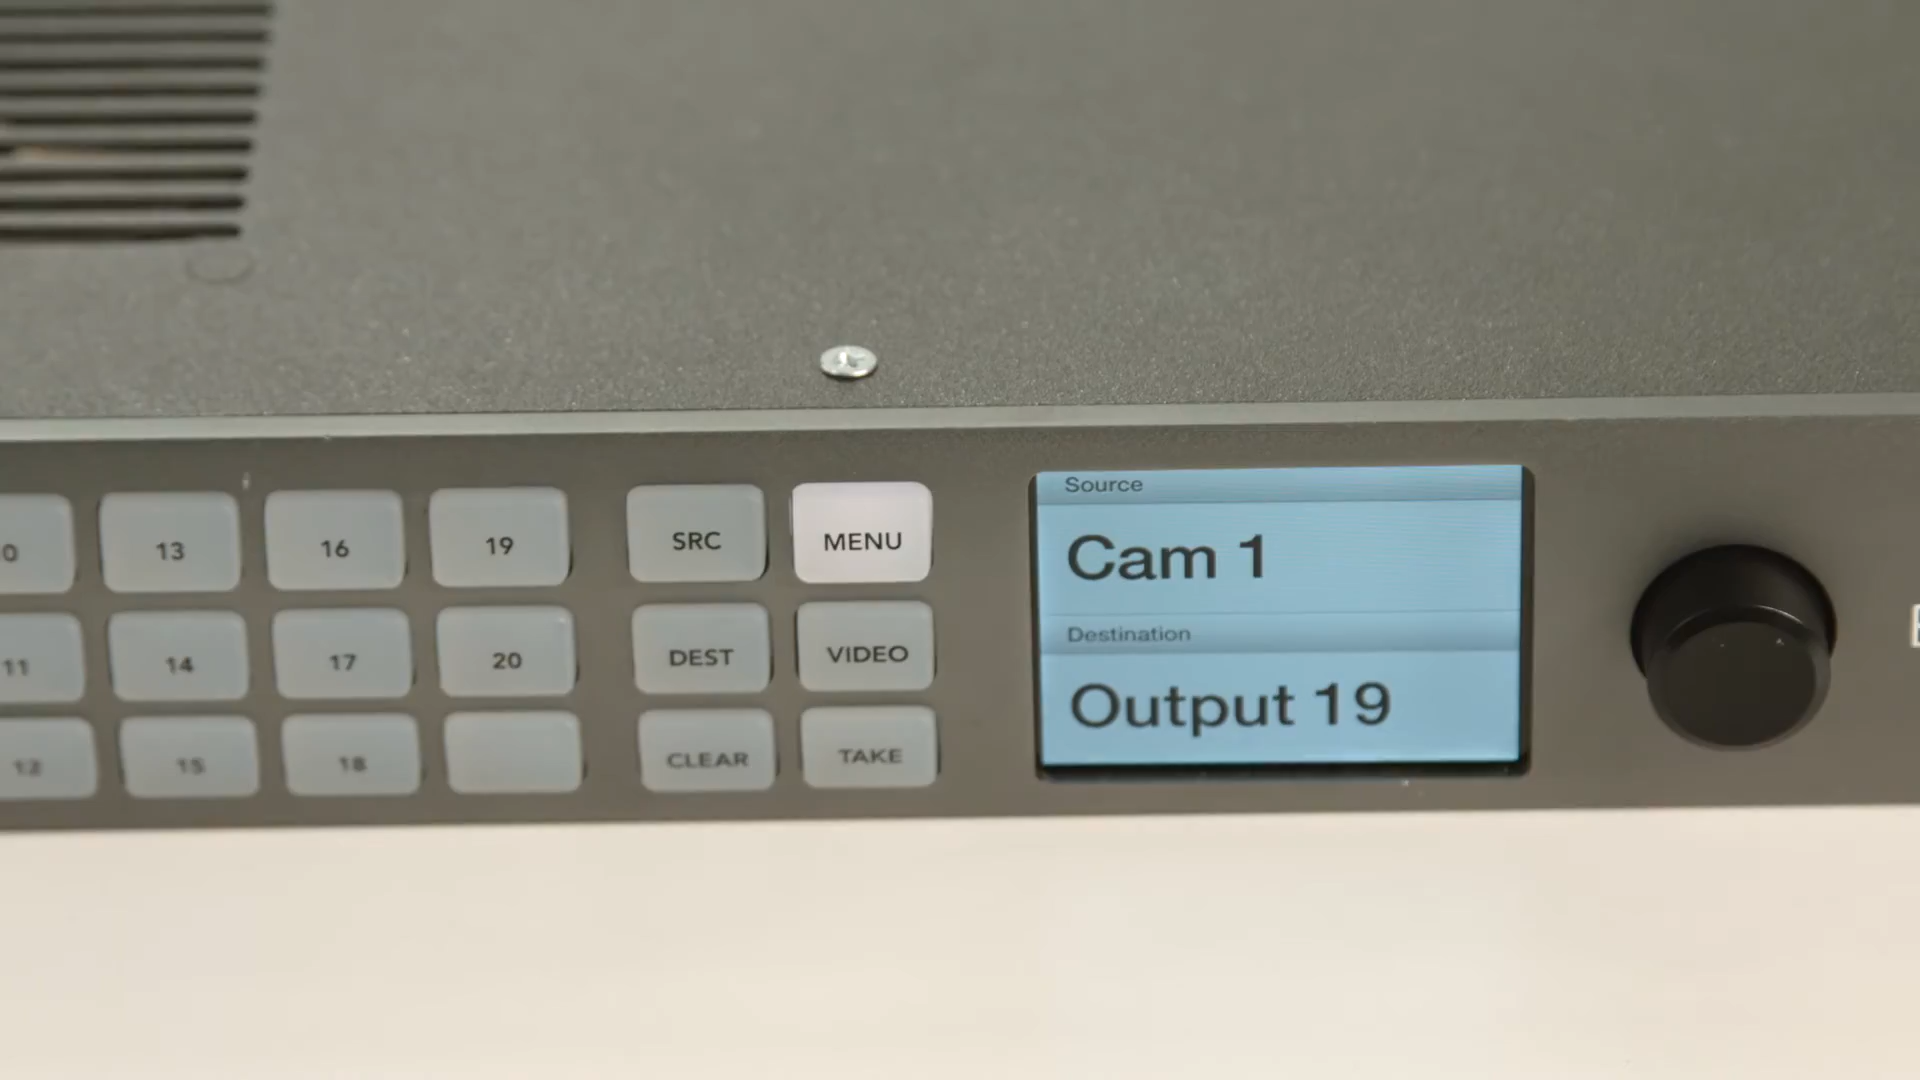 13 16 19 SRC MENU
11 14 17 20 DEST VIDEO
12 15 18 CLEAR TAKE
Source
Cam 1
Destination
Output 19